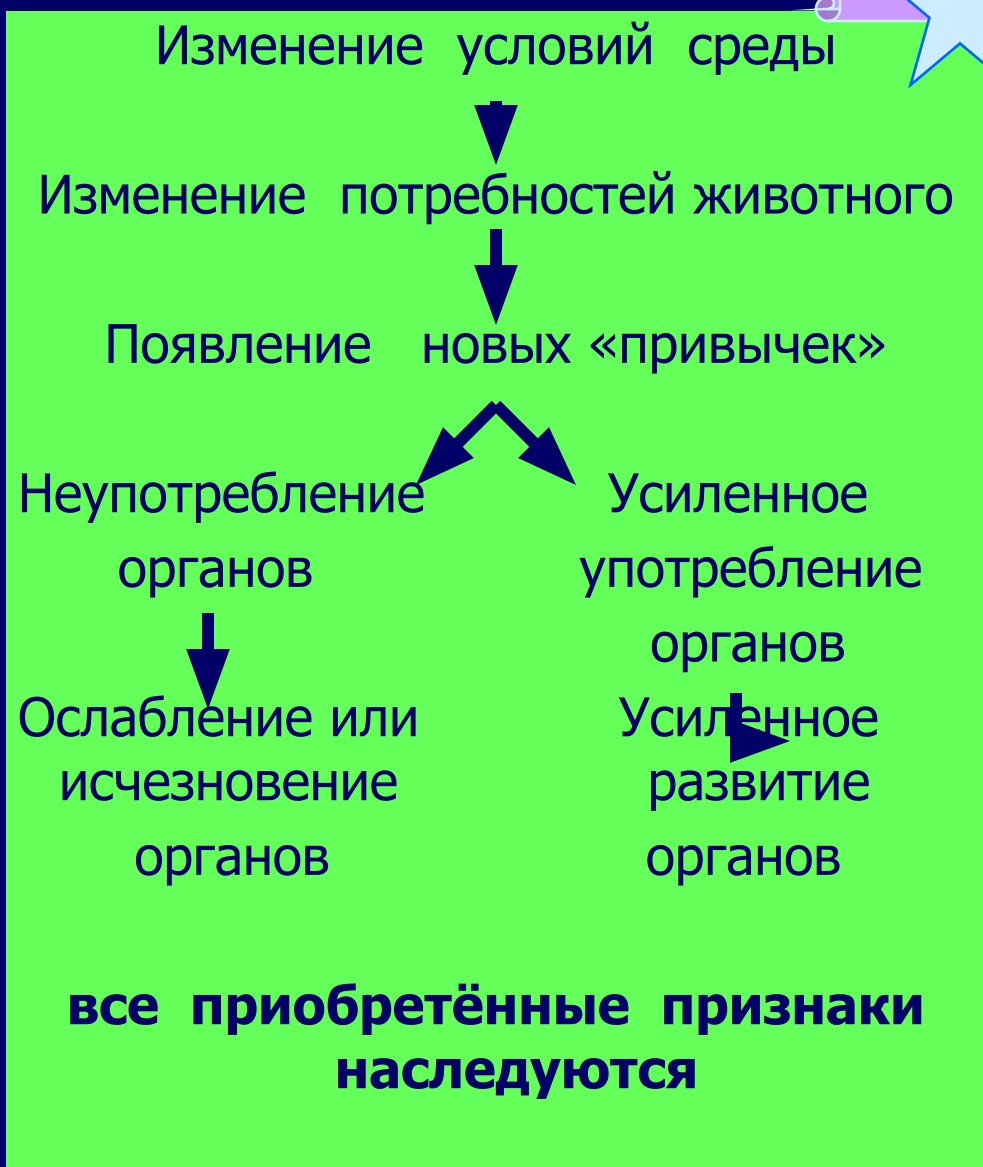 Изменение условий среды
Изменение потребностей животного
Появление новых «привычек»
Неупотребление
органов
Усиленное
употребление
органов
Ослабление или
исчезновение
органов
Усиленное
развитие
органов
все приобретённые признаки
наследуются